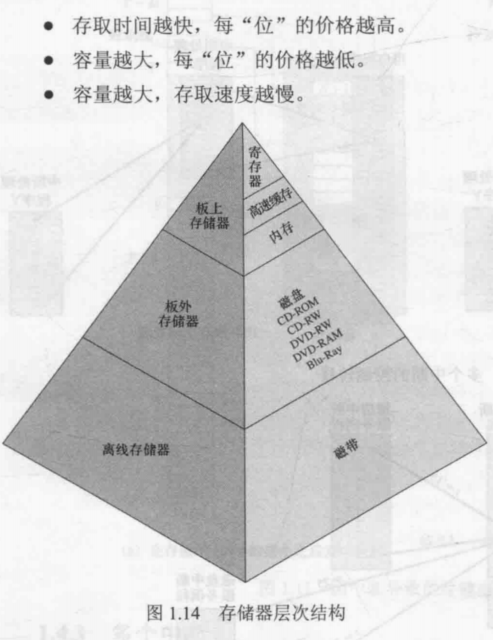 ● 存取时间越快，每“位”的价格越高。
● 容量越大，每“位”的价格越低。
● 容量越大，存取速度越慢。
寄存器
高速缓存
内存
板上
存储器
板外
存储器
磁盘
CD-ROM
CD-RW
DVD-RW
DVD-RAM
Blu-Ray
离线存储器
磁带
图 1.14 存储器层次结构